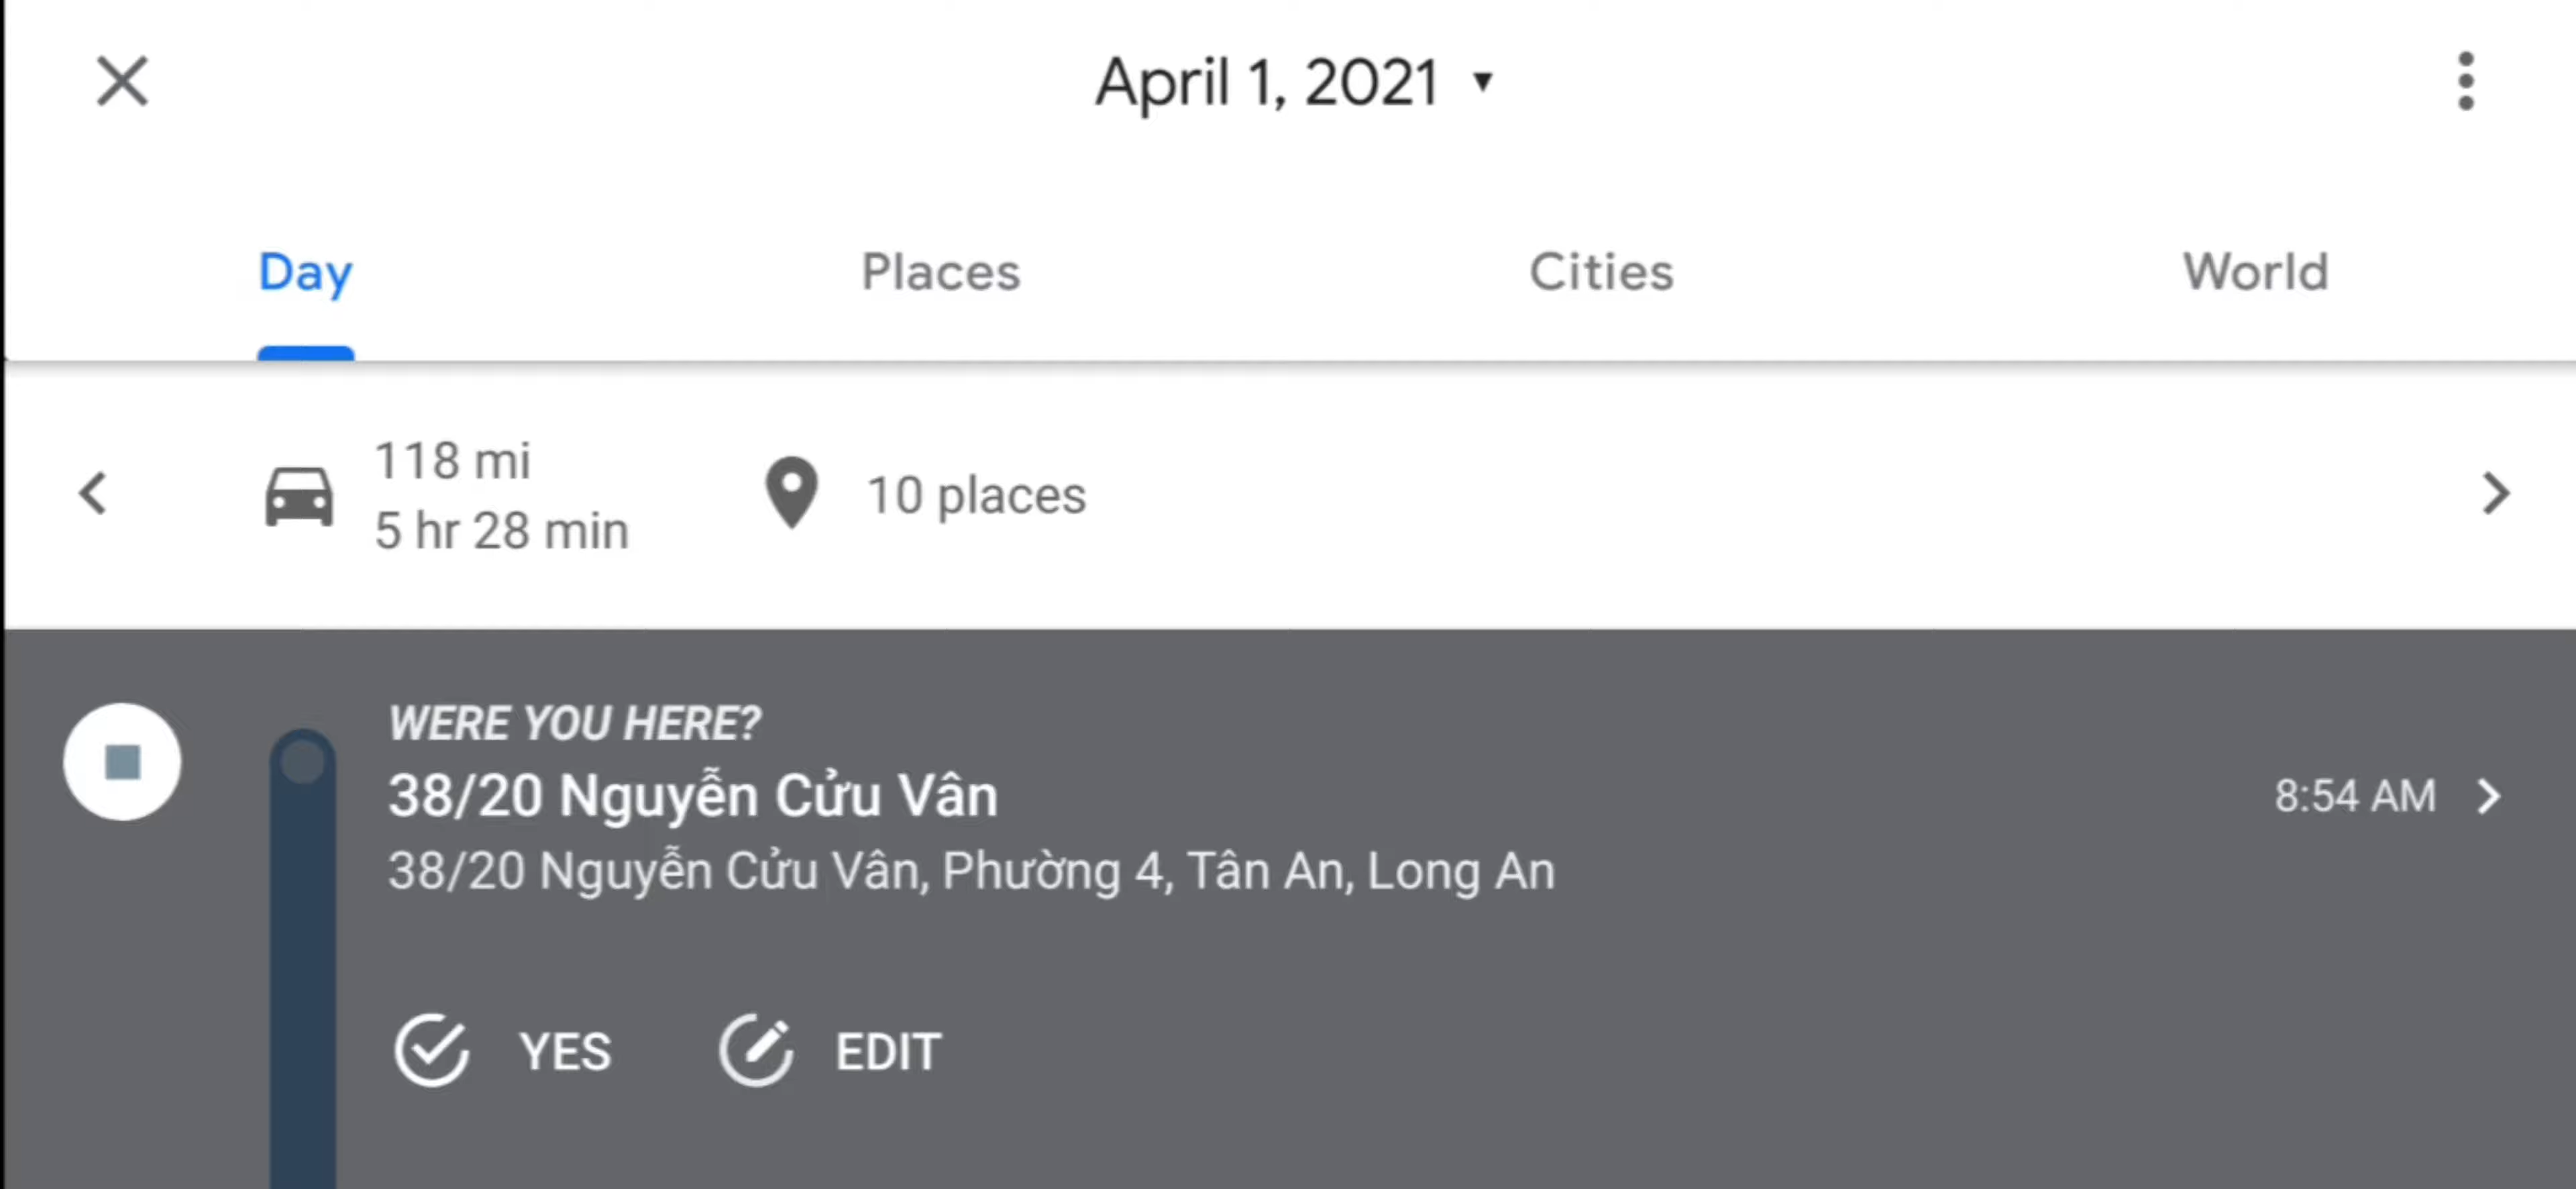 April 1, 2021
Day Places Cities World
118 mi
5 hr 28 min
10 places
WERE YOU HERE?
38/20 Nguyễn Cửu Vân
8:54 AM
38/20 Nguyễn Cửu Vân, Phường 4, Tân An, Long An
YES EDIT